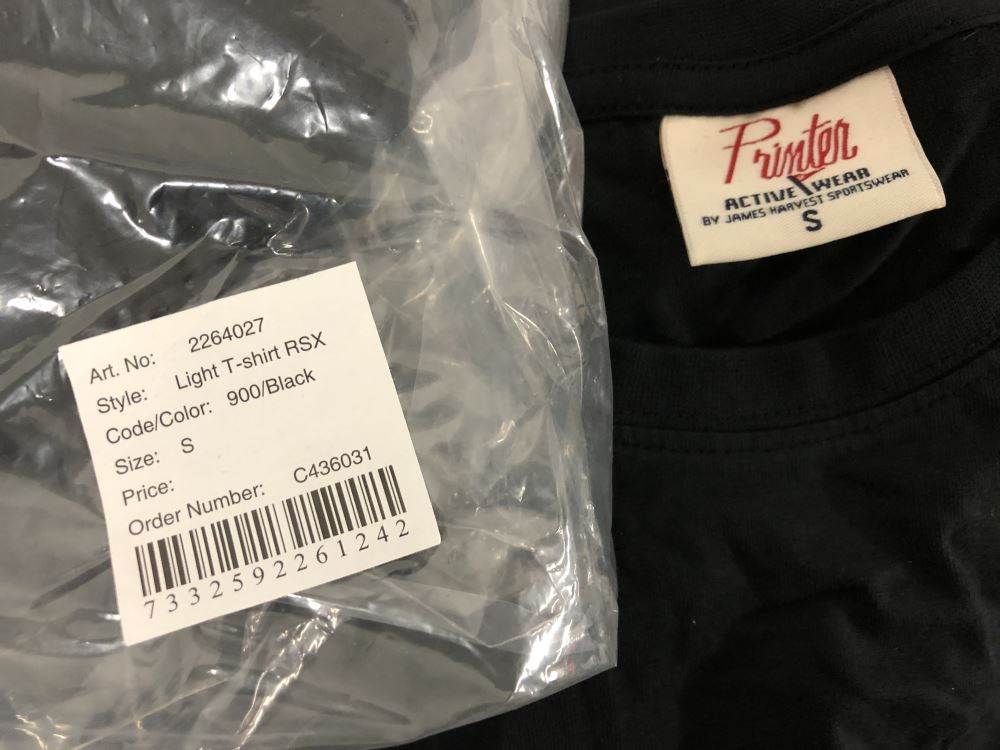 Art. No: 2264027
Style: Light T-shirt RSX
Code/Color: 900/Black
Size: S
Price:
Order Number: C436031
7332592261242
Printer
ACTIVE WEAR
BY JAMES HARVEST SPORTSWEAR
S